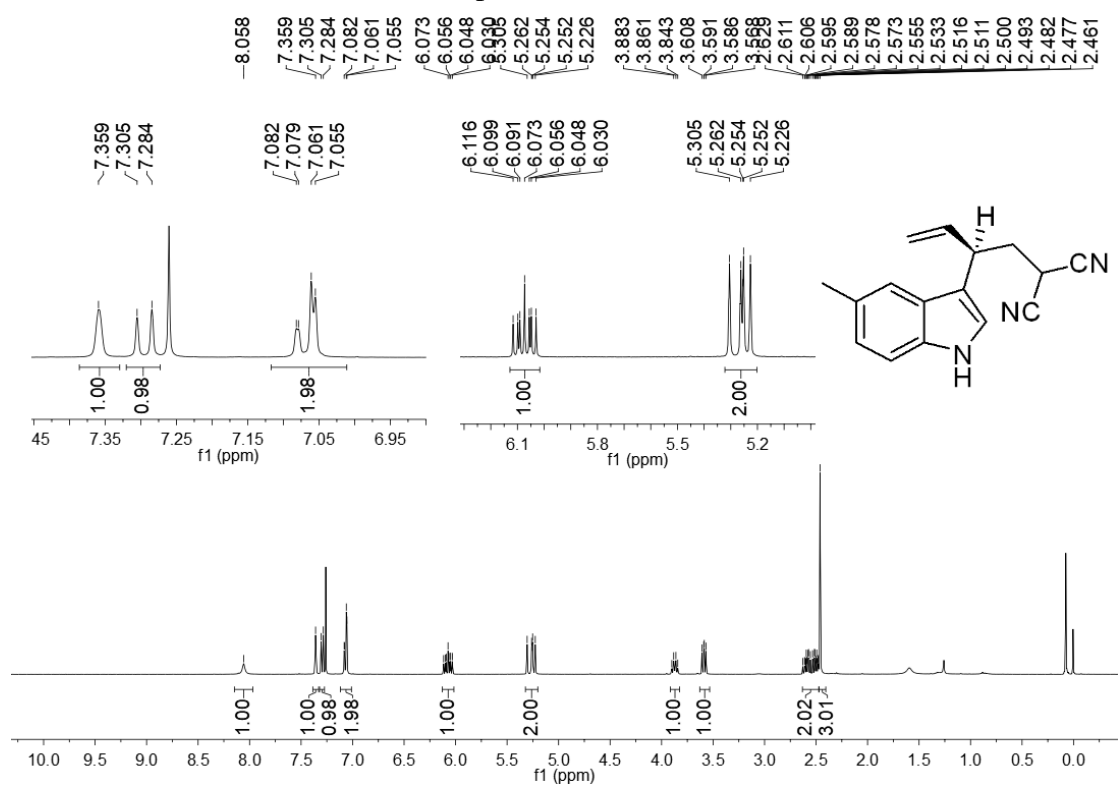 8.058 7.359 7.305 7.284 7.082 7.061 7.055 6.073 6.056 6.048 6.030 5.305 5.262 5.254 5.252 5.226 3.883 3.861 3.843 3.608 3.591 3.586 3.568 2.629 2.611 2.606 2.595 2.589 2.578 2.573 2.555 2.533 2.516 2.511 2.500 2.493 2.482 2.477 2.461
7.359 7.305 7.284 7.082 7.079 7.061 7.055
6.116 6.099 6.091 6.073 6.056 6.048 6.030 5.305 5.262 5.254 5.252 5.226
1.00 0.98 1.98
45 7.35 7.25 7.15 7.05 6.95
f1 (ppm)
1.00 2.00
6.1 5.8 5.5 5.2
f1 (ppm)
H
CN
NC
N
H
1.00 1.00 0.98 1.98 1.00 2.00 1.00 1.00 2.02 3.01
10.0 9.5 9.0 8.5 8.0 7.5 7.0 6.5 6.0 5.5 5.0 4.5 4.0 3.5 3.0 2.5 2.0 1.5 1.0 0.5 0.0
f1 (ppm)